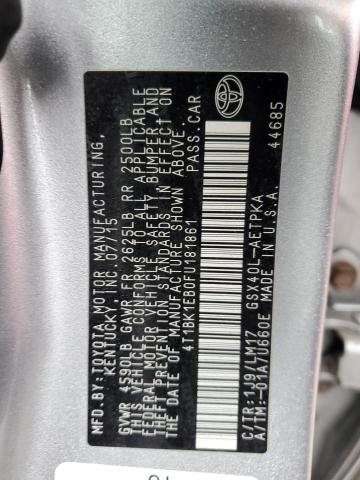 MFD.BY:TOYOTA MOTOR MANUFACTURING,
KENTUCKY, INC. 07/15
GVWR 4590LB GAWR FR 2625LB RR 2500LB
THIS VEHICLE CONFORMS TO ALL APPLICABLE
FEDERAL MOTOR VEHICLE SAFETY, BUMPER AND
THEFT PREVENTION STANDARDS IN EFFECT ON
THE DATE OF MANUFACTURE SHOWN ABOVE.
4T1BK1EB0FU181861 PASS.CAR
C/TR:1J9/LM17 GSX40L-AETPKA
A/TM:-01A/U660E MADE IN U.S.A. 44685